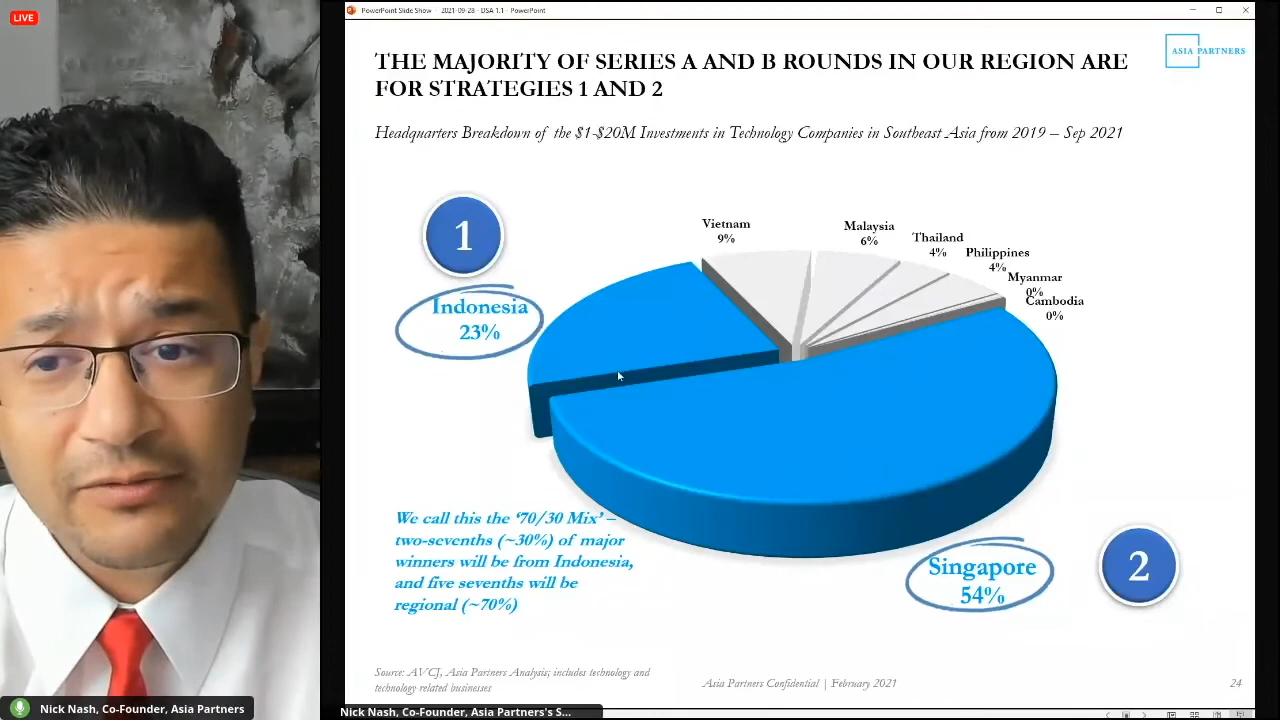 LIVE
PowerPoint Slide Show - 2021-09-28 - DSA 1.1 - PowerPoint
THE MAJORITY OF SERIES A AND B ROUNDS IN OUR REGION ARE
FOR STRATEGIES 1 AND 2
ASIA PARTNERS
Headquarters Breakdown of the $1-$20M Investments in Technology Companies in Southeast Asia from 2019 – Sep 2021
1
Indonesia
23%
Vietnam
9%
Malaysia
6%
Thailand
4%
Philippines
4%
Myanmar
0%
Cambodia
0%
We call this the ‘70/30 Mix’ –
two-sevenths (~30%) of major
winners will be from Indonesia,
and five sevenths will be
regional (~70%)
Singapore
54%
2
Source: AVCJ, Asia Partners Analysis; includes technology and
technology-related businesses
Asia Partners Confidential | February 2021
24
Nick Nash, Co-Founder, Asia Partners
Nick Nash, Co-Founder, Asia Partners's S...